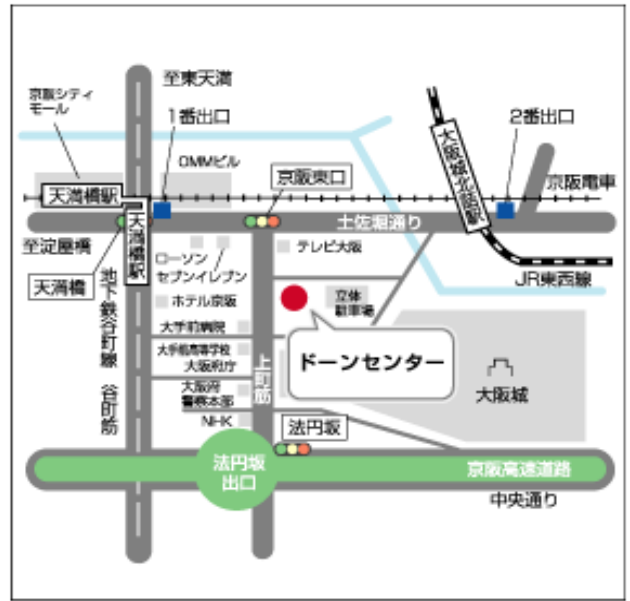 至東天満
京阪シティ
モール
1番出口
2番出口
OMMビル
京阪東口
大阪城北詰駅
京阪電車
天満橋駅
土佐堀通り
至淀屋橋
天満橋
天満橋駅
地下鉄谷町線 谷町筋
ローソン
セブンイレブン
テレビ大阪
JR東西線
ホテル京阪
立体
駐車場
大手前病院
大手前高等学校
大阪府庁
上町筋
ドーンセンター
大阪府
警察本部
大阪城
NHK
法円坂
法円坂
出口
京阪高速道路
中央通り